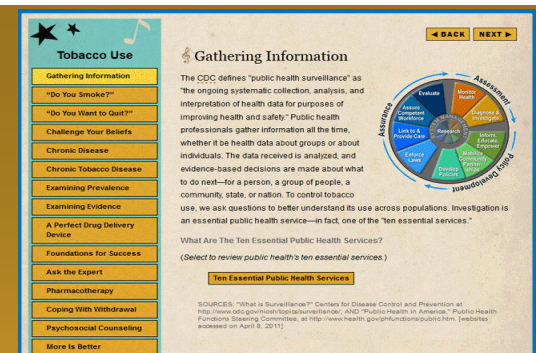 ◄ BACK
NEXT ►
Tobacco Use
Gathering Information
"Do You Smoke?"
"Do You Want to Quit?"
Challenge Your Beliefs
Chronic Disease
Chronic Tobacco Disease
Examining Prevalence
Examining Evidence
A Perfect Drug Delivery
Device
Foundations for Success
Ask the Expert
Pharmacotherapy
Coping With Withdrawal
Psychosocial Counseling
More Is Better
Gathering Information
The CDC defines "public health surveillance" as
"the ongoing systematic collection, analysis, and
interpretation of health data for purposes of
improving health and safety." Public health
professionals gather information all the time,
whether it be health data about groups or about
individuals. The data received is analyzed, and
evidence-based decisions are made about what
to do next—for a person, a group of people, a
community, state, or nation. To control tobacco
use, we ask questions to better understand its use across populations. Investigation is
an essential public health service—in fact, one of the "ten essential services."
Assessment
Policy Development
Assurance
Evaluate
Monitor
Health
Diagnose &
Investigate
Inform,
Educate,
Empower
Mobilize
Community
Partner-
ships
Develop
Policies
Enforce
Laws
Link to &
Provide Care
Assure
Competent
Workforce
Research
What Are The Ten Essential Public Health Services?
(Select to review public health's ten essential services.)
Ten Essential Public Health Services
SOURCES: "What is Surveillance?" Centers for Disease Control and Prevention at
http://www.cdc.gov/niosh/topics/surveillance/; AND "Public Health in America," Public Health
Functions Steering Committee, at http://www.health.gov/phfunctions/public.htm. [websites
accessed on April 8, 2011]